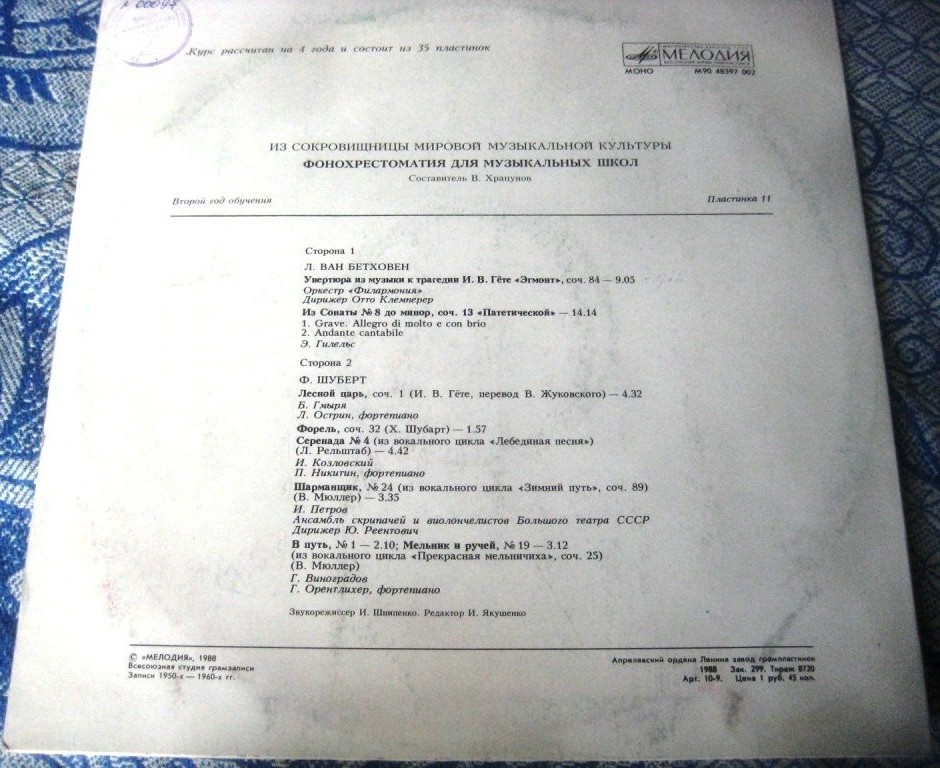 № 00097
Курс рассчитан на 4 года и состоит из 35 пластинок
МЕЛОДИЯ
МОНО М90 48397 002
ИЗ СОКРОВИЩНИЦЫ МИРОВОЙ МУЗЫКАЛЬНОЙ КУЛЬТУРЫ
ФОНОХРЕСТОМАТИЯ ДЛЯ МУЗЫКАЛЬНЫХ ШКОЛ
Составитель В. Храпунов
Второй год обучения Пластинка 11
Сторона 1
Л. ВАН БЕТХОВЕН
Увертюра из музыки к трагедии И. В. Гёте «Эгмонт», соч. 84 — 9.05
Оркестр «Филармония»
Дирижер Отто Клемперер
Из Сонаты № 8 до минор, соч. 13 «Патетической» — 14.14
1. Grave. Allegro di molto e con brio
2. Andante cantabile
Э. Гилельс
Сторона 2
Ф. ШУБЕРТ
Лесной царь, соч. 1 (И. В. Гёте, перевод В. Жуковского) — 4.32
Б. Гмыря
Л. Острин, фортепиано
Форель, соч. 32 (Х. Шубарт) — 1.57
Серенада № 4 (из вокального цикла «Лебединая песня»)
(Л. Рельштаб) — 4.42
И. Козловский
П. Никитин, фортепиано
Шарманщик, № 24 (из вокального цикла «Зимний путь», соч. 89)
(В. Мюллер) — 3.35
И. Петров
Ансамбль скрипачей и виолончелистов Большого театра СССР
Дирижер Ю. Реентович
В путь, № 1 — 2.10; Мельник и ручей, № 19 — 3.12
(из вокального цикла «Прекрасная мельничиха», соч. 25)
(В. Мюллер)
Г. Виноградов
Г. Орентлихер, фортепиано
Звукорежиссер И. Шпипенко. Редактор И. Якушенко
© «МЕЛОДИЯ», 1988
Всесоюзная студия грамзаписи
Записи 1950-х — 1960-х гг.
Апрелевский ордена Ленина завод грампластинок
1988 Зак. 299. Тираж 8720
Арт. 10-9. Цена 1 руб. 45 коп.